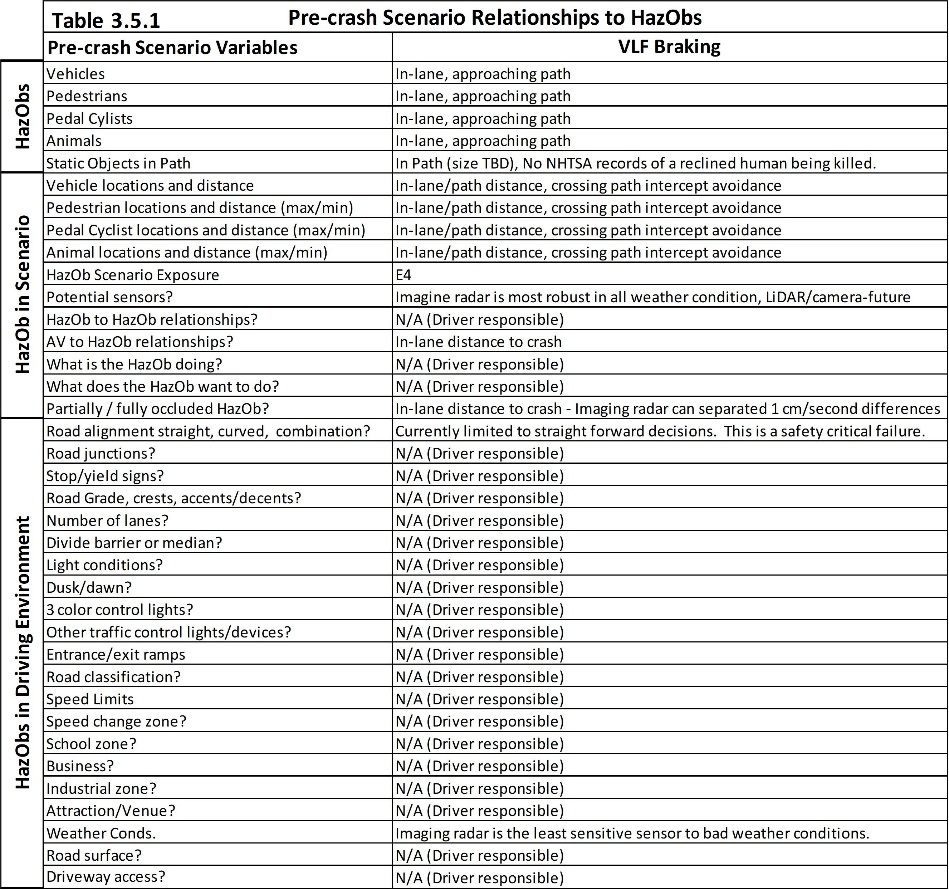 Table 3.5.1 Pre-crash Scenario Relationships to HazObs
Pre-crash Scenario Variables VLF Braking
HazObs
Vehicles In-lane, approaching path
Pedestrians In-lane, approaching path
Pedal Cylists In-lane, approaching path
Animals In-lane, approaching path
Static Objects in Path In Path (size TBD), No NHTSA records of a reclined human being killed.
HazOb in Scenario
Vehicle locations and distance In-lane/path distance, crossing path intercept avoidance
Pedestrian locations and distance (max/min) In-lane/path distance, crossing path intercept avoidance
Pedal Cyclist locations and distance (max/min) In-lane/path distance, crossing path intercept avoidance
Animal locations and distance (max/min) In-lane/path distance, crossing path intercept avoidance
HazOb Scenario Exposure E4
Potential sensors? Imagine radar is most robust in all weather condition, LiDAR/camera-future
HazOb to HazOb relationships? N/A (Driver responsible)
AV to HazOb relationships? In-lane distance to crash
What is the HazOb doing? N/A (Driver responsible)
What does the HazOb want to do? N/A (Driver responsible)
Partially / fully occluded HazOb? In-lane distance to crash - Imaging radar can separated 1 cm/second differences
HazObs in Driving Environment
Road alignment straight, curved, combination? Currently limited to straight forward decisions. This is a safety critical failure.
Road junctions? N/A (Driver responsible)
Stop/yield signs? N/A (Driver responsible)
Road Grade, crests, accents/decents? N/A (Driver responsible)
Number of lanes? N/A (Driver responsible)
Divide barrier or median? N/A (Driver responsible)
Light conditions? N/A (Driver responsible)
Dusk/dawn? N/A (Driver responsible)
3 color control lights? N/A (Driver responsible)
Other traffic control lights/devices? N/A (Driver responsible)
Entrance/exit ramps N/A (Driver responsible)
Road classification? N/A (Driver responsible)
Speed Limits N/A (Driver responsible)
Speed change zone? N/A (Driver responsible)
School zone? N/A (Driver responsible)
Business? N/A (Driver responsible)
Industrial zone? N/A (Driver responsible)
Attraction/Venue? N/A (Driver responsible)
Weather Conds. Imaging radar is the least sensitive sensor to bad weather conditions.
Road surface? N/A (Driver responsible)
Driveway access? N/A (Driver responsible)